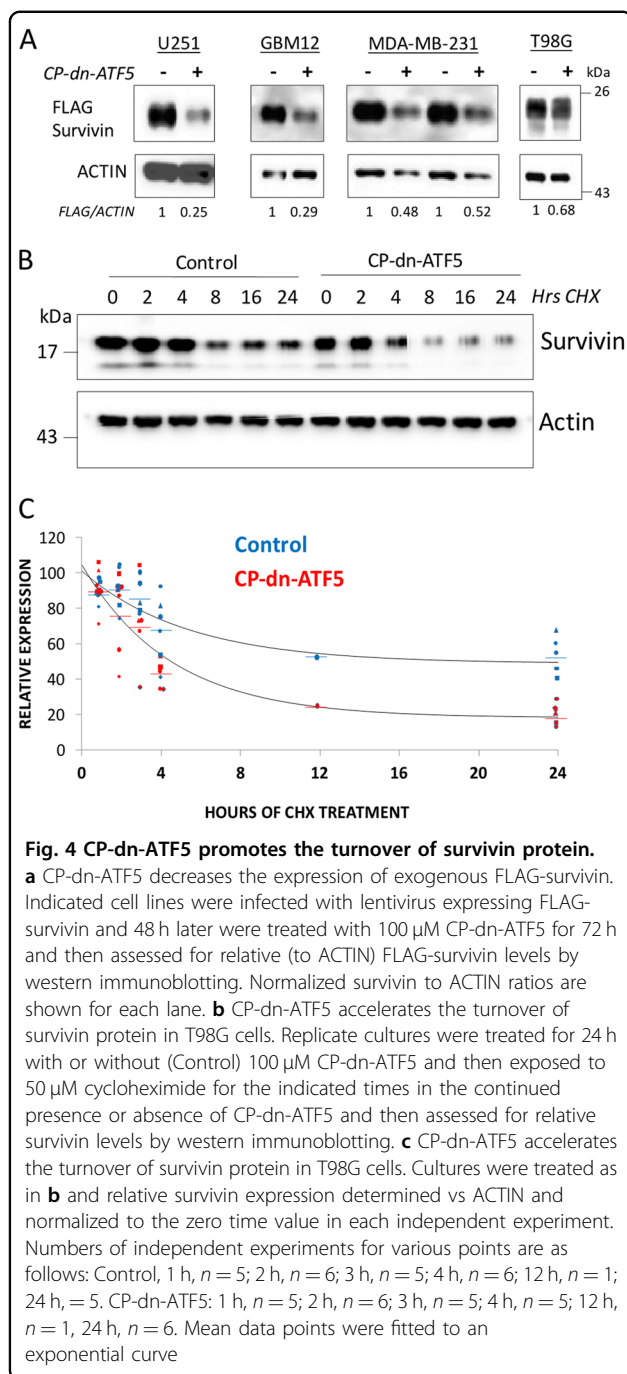 A
U251 GBM12 MDA-MB-231 T98G
CP-dn-ATF5 - + - + - + - + - + kDa
FLAG
Survivin
26
ACTIN
43
FLAG/ACTIN 1 0.25 1 0.29 1 0.48 1 0.52 1 0.68
B
Control CP-dn-ATF5
0 2 4 8 16 24 0 2 4 8 16 24 Hrs CHX
kDa
17
Survivin
43
Actin
C
Control
CP-dn-ATF5
RELATIVE EXPRESSION
120
100
80
60
40
20
0
0 4 8 12 16 20 24
HOURS OF CHX TREATMENT
Fig. 4 CP-dn-ATF5 promotes the turnover of survivin protein.
a CP-dn-ATF5 decreases the expression of exogenous FLAG-survivin.
Indicated cell lines were infected with lentivirus expressing FLAG-
survivin and 48 h later were treated with 100 µM CP-dn-ATF5 for 72 h
and then assessed for relative (to ACTIN) FLAG-survivin levels by
western immunoblotting. Normalized survivin to ACTIN ratios are
shown for each lane. b CP-dn-ATF5 accelerates the turnover of
survivin protein in T98G cells. Replicate cultures were treated for 24 h
with or without (Control) 100 µM CP-dn-ATF5 and then exposed to
50 µM cycloheximide for the indicated times in the continued
presence or absence of CP-dn-ATF5 and then assessed for relative
survivin levels by western immunoblotting. c CP-dn-ATF5 accelerates
the turnover of survivin protein in T98G cells. Cultures were treated as
in b and relative survivin expression determined vs ACTIN and
normalized to the zero time value in each independent experiment.
Numbers of independent experiments for various points are as
follows: Control, 1 h, n = 5; 2 h, n = 6; 3 h, n = 5; 4 h, n = 6; 12 h, n = 1;
24 h, = 5. CP-dn-ATF5: 1 h, n = 5; 2 h, n = 6; 3 h, n = 5; 4 h, n = 5; 12 h,
n = 1, 24 h, n = 6. Mean data points were fitted to an
exponential curve